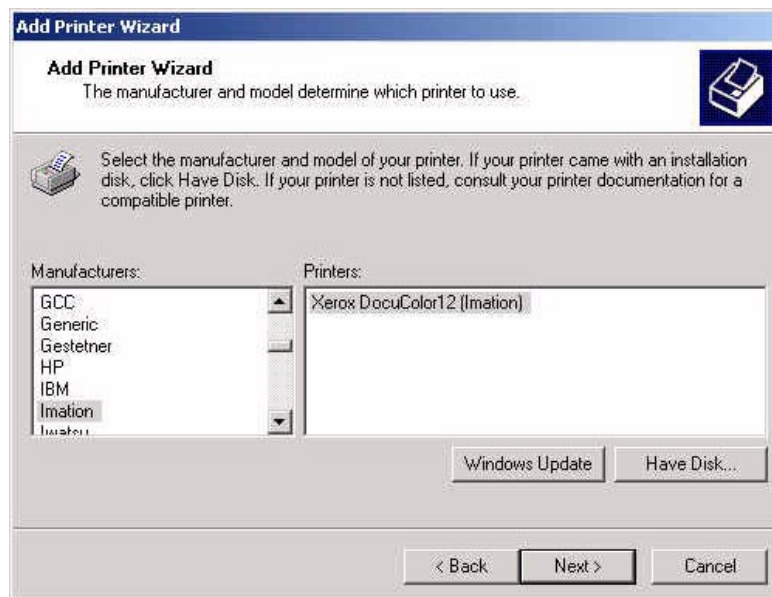 Add Printer Wizard
Add Printer Wizard
The manufacturer and model determine which printer to use.
Select the manufacturer and model of your printer. If your printer came with an installation
disk, click Have Disk. If your printer is not listed, consult your printer documentation for a
compatible printer.
Manufacturers:
Printers:
GCC
Generic
Gestetner
HP
IBM
Imation
Iwatsu
Xerox DocuColor12 (Imation)
Windows Update
Have Disk...
< Back
Next >
Cancel